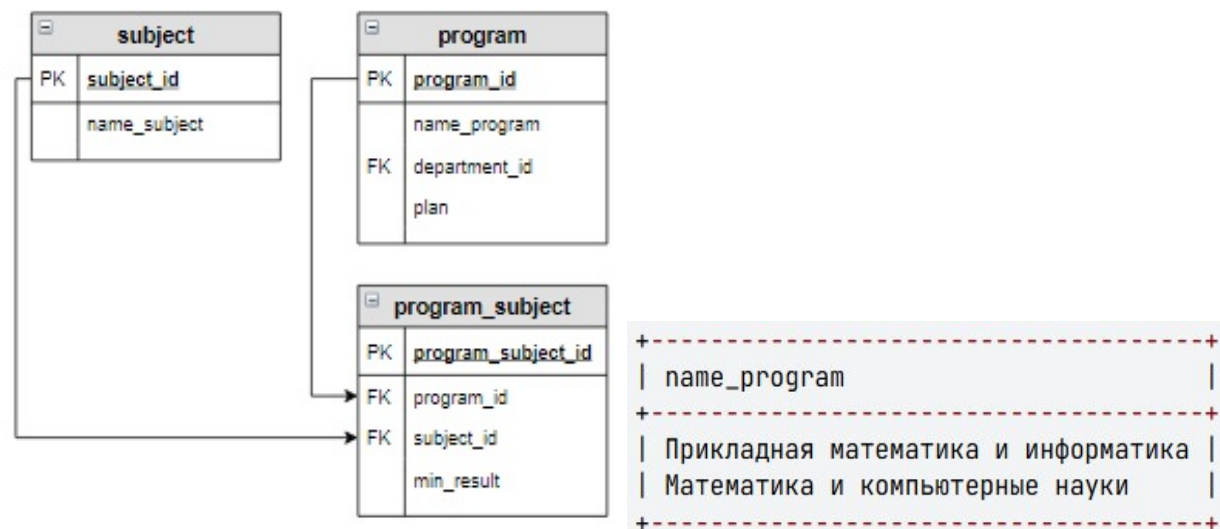 subject
PK subject_id
name_subject
program
PK program_id
name_program
FK department_id
plan
program_subject
PK program_subject_id
FK program_id
FK subject_id
min_result
+--------------------------------------+
| name_program |
+--------------------------------------+
| Прикладная математика и информатика |
| Математика и компьютерные науки |
+--------------------------------------+